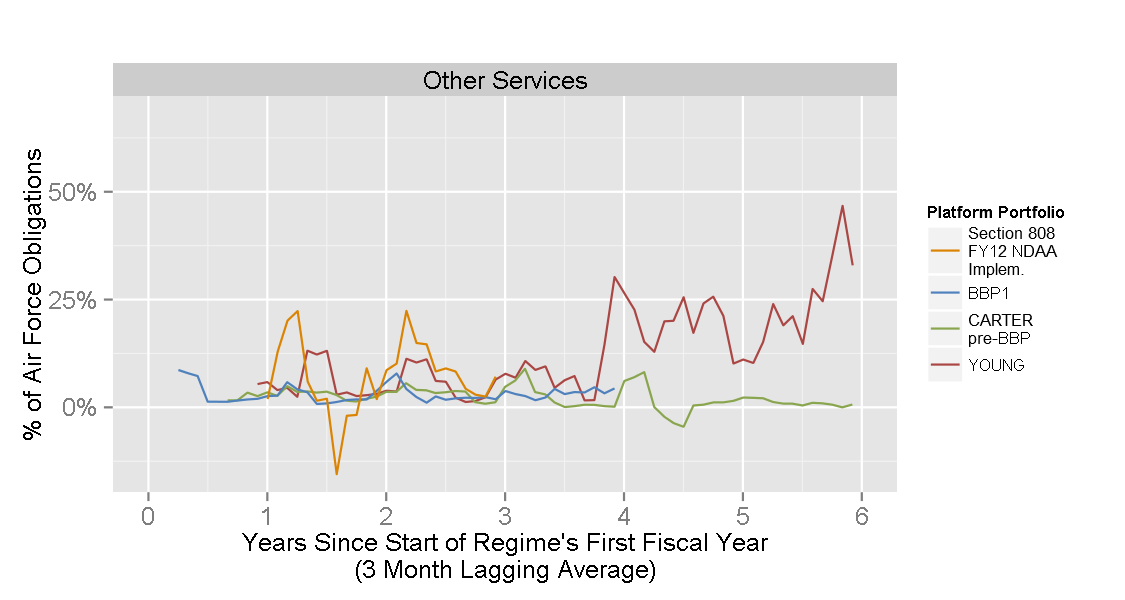 Other Services
% of Air Force Obligations
50%
25%
0%
0 1 2 3 4 5 6
Years Since Start of Regime's First Fiscal Year
(3 Month Lagging Average)
Platform Portfolio
Section 808
FY12 NDAA
Implem.
BBP1
CARTER
pre-BBP
YOUNG